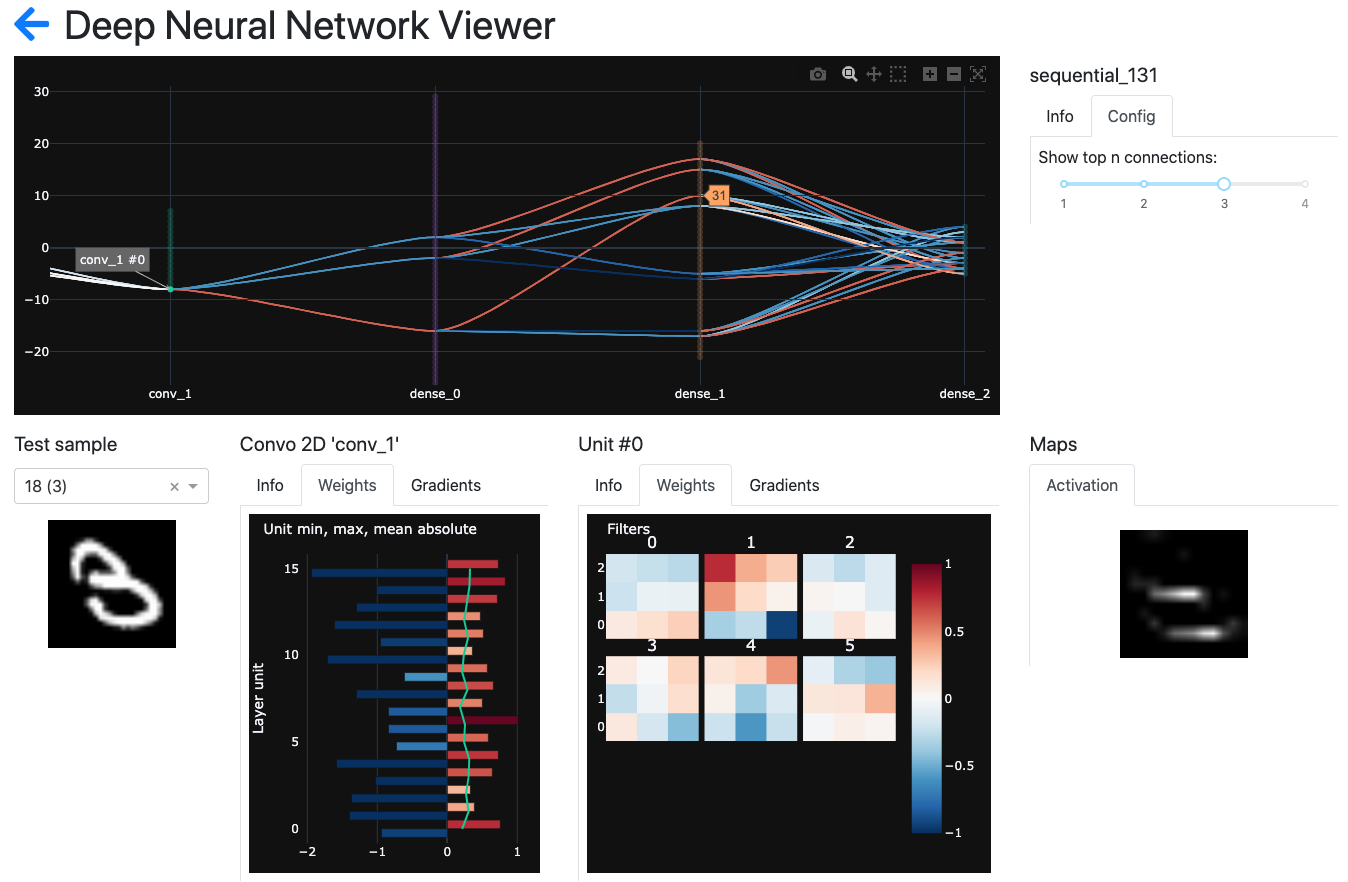 Deep Neural Network Viewer
30
20
10
0
−10
−20
conv_1 #0
31
conv_1
dense_0
dense_1
dense_2
sequential_131
Info
Config
Show top n connections:
1 2 3 4
Test sample
18 (3)
Convo 2D 'conv_1'
Info
Weights
Gradients
Unit min, max, mean absolute
Layer unit
15
10
5
0
−2 −1 0 1
Unit #0
Info
Weights
Gradients
Filters
0 1 2
2
1
0
3 4 5
2
1
0
1
0.5
0
−0.5
−1
Maps
Activation